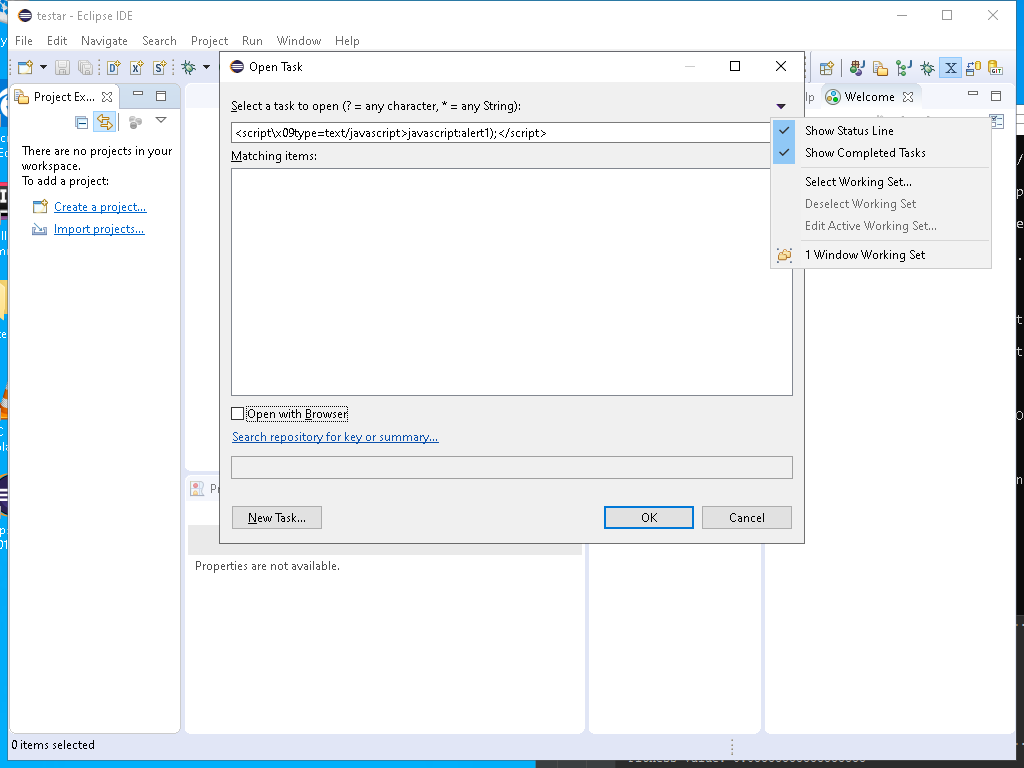 testar - Eclipse IDE
File Edit Navigate Search Project Run Window Help
Open Task
Project Ex...
Welcome
Select a task to open (? = any character, * = any String):
<script\x09type=text/javascript>javascript:alert1);</script>
Matching items:
Show Status Line
Show Completed Tasks
Select Working Set...
Deselect Working Set
Edit Active Working Set...
1 Window Working Set
There are no projects in your
workspace.
To add a project:
Create a project...
Import projects...
Open with Browser
Search repository for key or summary...
New Task...
OK
Cancel
Properties are not available.
0 items selected